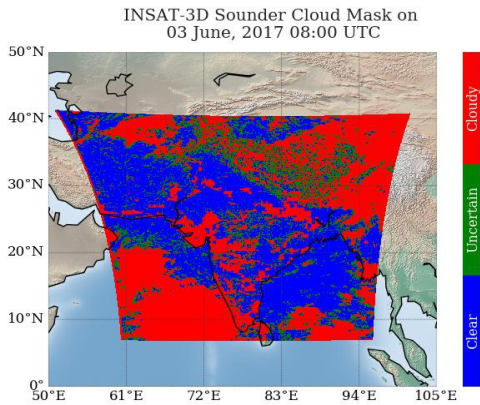 INSAT-3D Sounder Cloud Mask on
03 June, 2017 08:00 UTC
50°N
40°N
30°N
20°N
10°N
0°
50°E
61°E
72°E
83°E
94°E
105°E
Cloudy
Uncertain
Clear